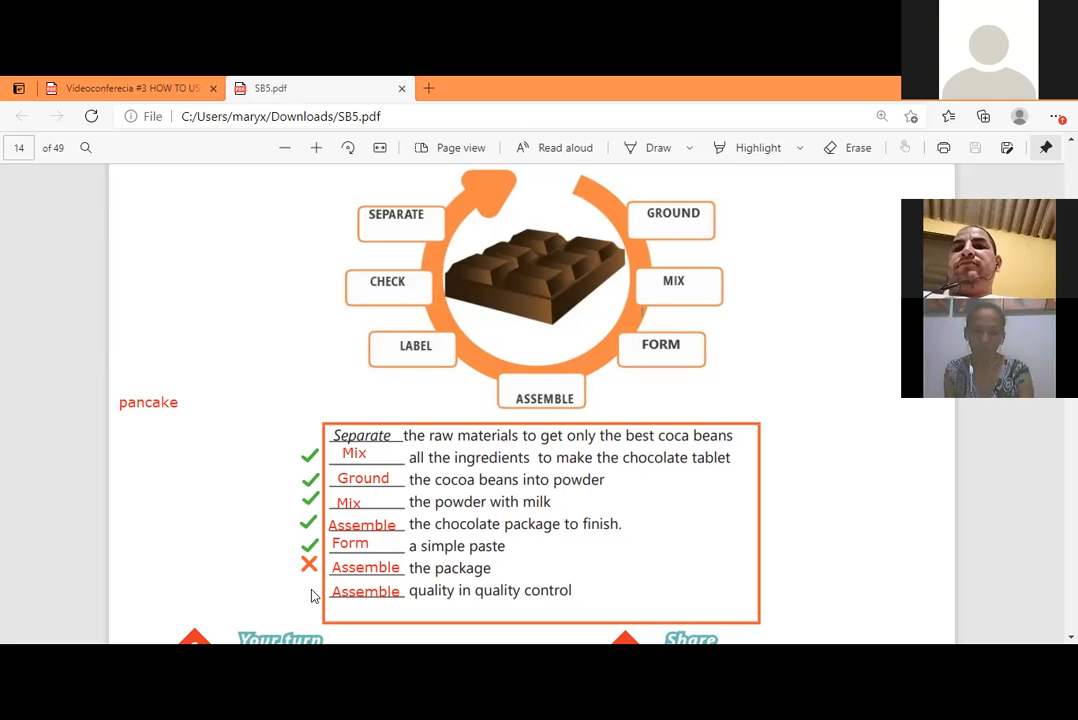 Videoconferecia #3 HOW TO US
SB5.pdf
File C:/Users/maryx/Downloads/SB5.pdf
14 of 49 Page view Read aloud Draw Highlight Erase
SEPARATE
GROUND
CHECK
MIX
LABEL
FORM
ASSEMBLE
pancake
Separate the raw materials to get only the best coca beans
Mix all the ingredients to make the chocolate tablet
Ground the cocoa beans into powder
Mix the powder with milk
Assemble the chocolate package to finish.
Form a simple paste
Assemble the package
Assemble quality in quality control
Your turn
Share